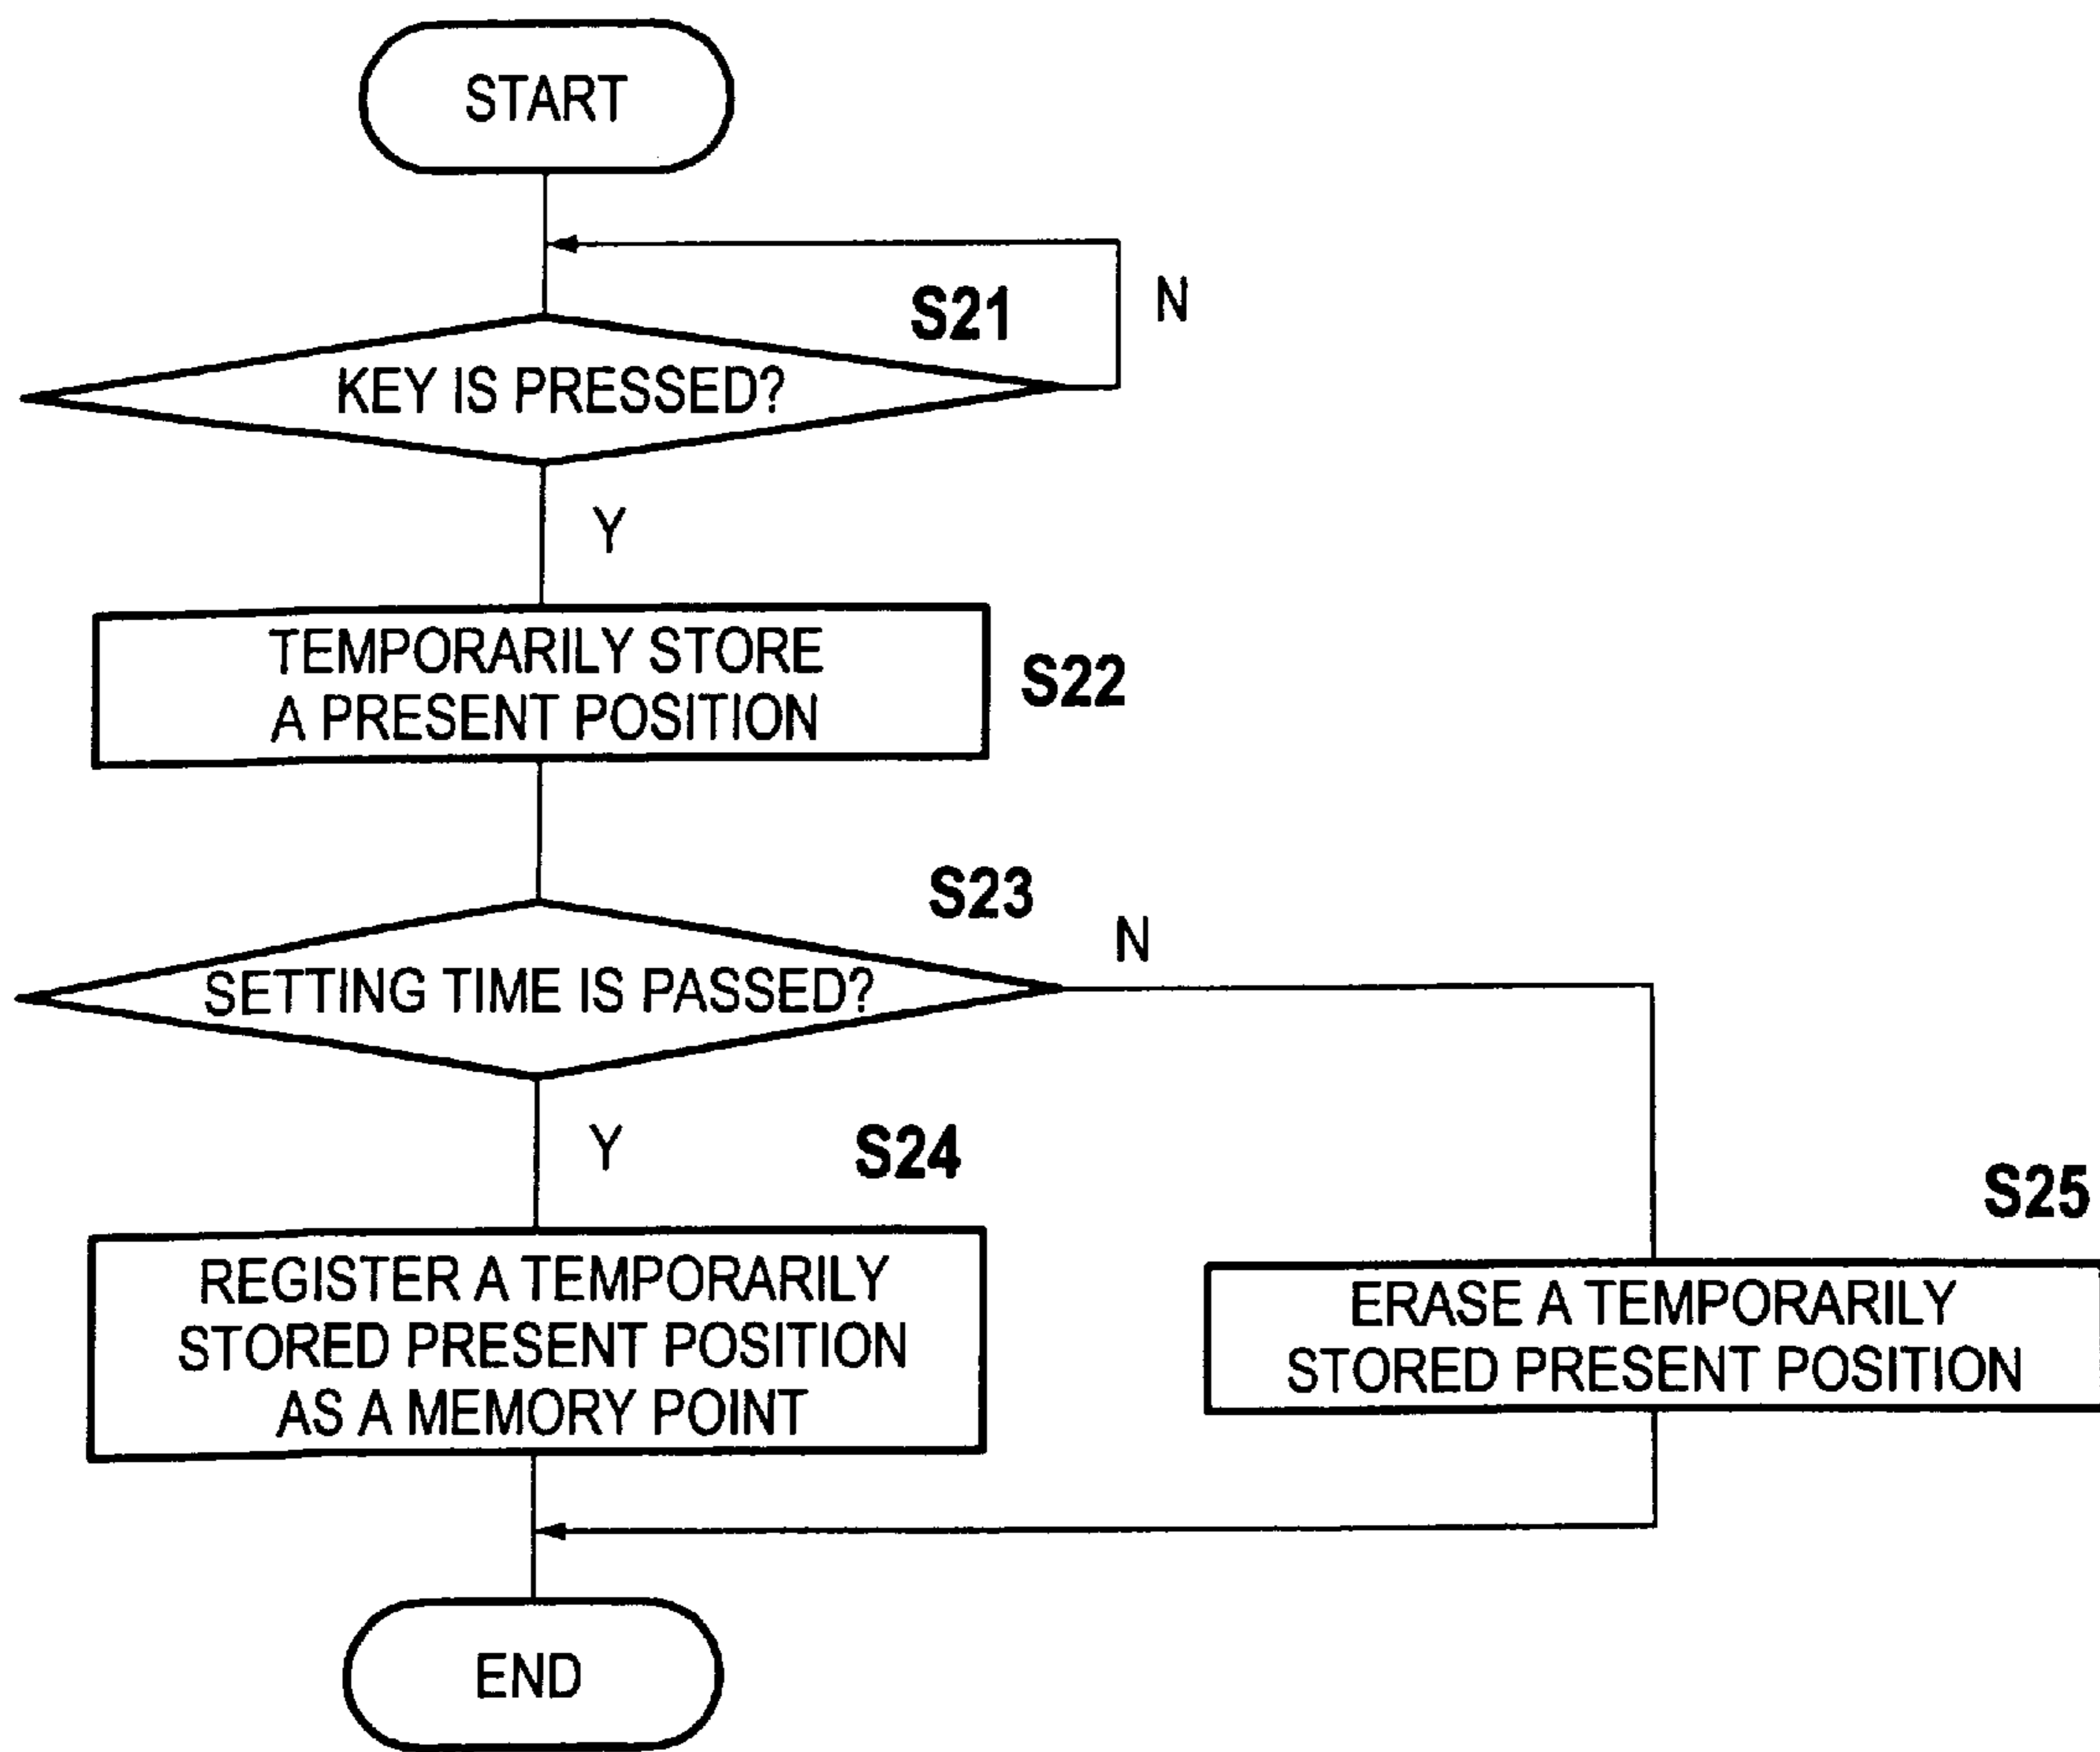 START
N
S21
KEY IS PRESSED?
Y
TEMPORARILY STORE
A PRESENT POSITION
S22
S23
N
SETTING TIME IS PASSED?
Y
S24
S25
REGISTER A TEMPORARILY
STORED PRESENT POSITION
AS A MEMORY POINT
ERASE A TEMPORARILY
STORED PRESENT POSITION
END